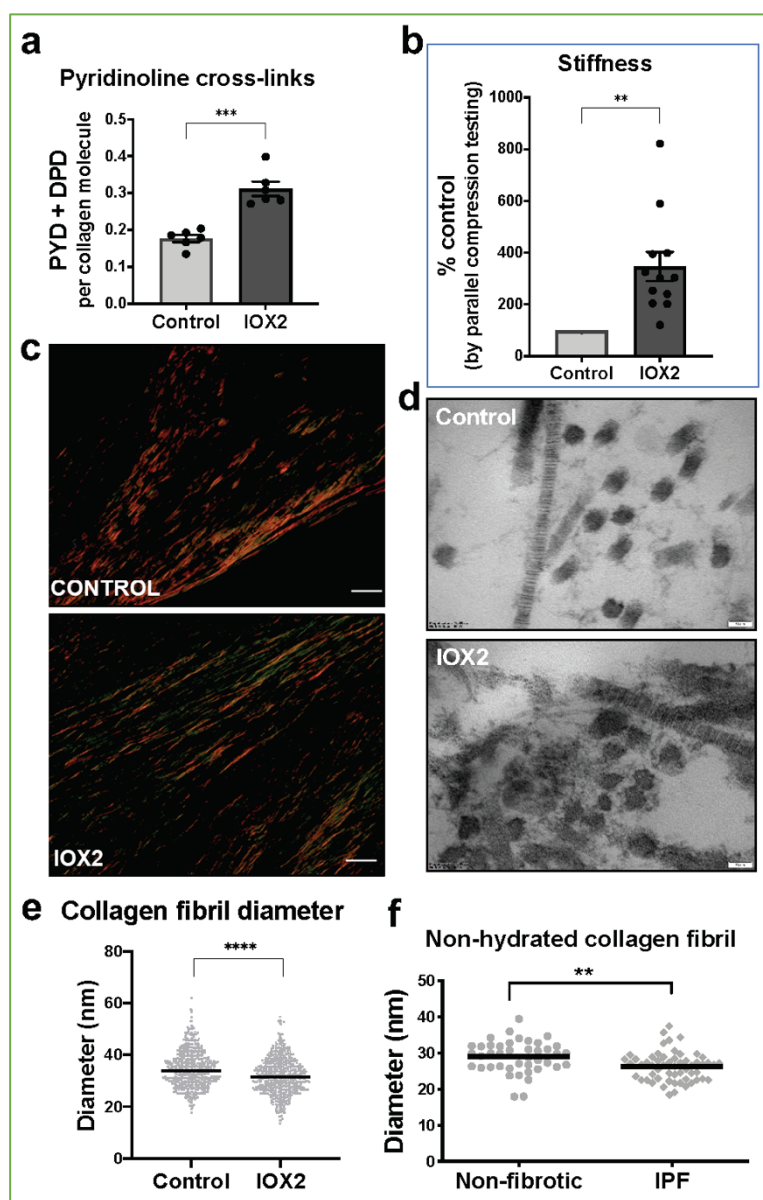 a
Pyridinoline cross-links
***
PYD + DPD
per collagen molecule
0.5
0.4
0.3
0.2
0.1
0.0
Control IOX2
b
Stiffness
**
% control
(by parallel compression testing)
1000
800
600
400
200
0
Control IOX2
c
CONTROL
IOX2
d
Control
IOX2
e
Collagen fibril diameter
****
Diameter (nm)
80
60
40
20
0
Control IOX2
f
Non-hydrated collagen fibril
**
Diameter (nm)
50
40
30
20
10
0
Non-fibrotic IPF